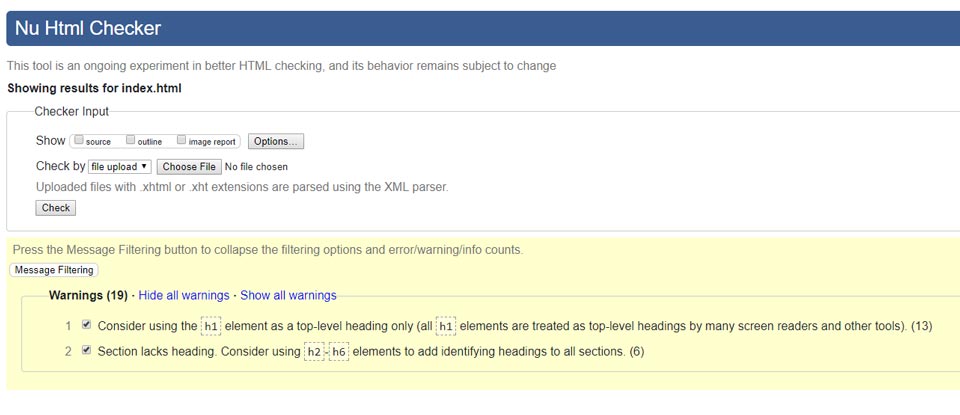 Nu Html Checker
This tool is an ongoing experiment in better HTML checking, and its behavior remains subject to change
Showing results for index.html
Checker Input
Show source outline image report Options...
Check by file upload Choose File No file chosen
Uploaded files with .xhtml or .xht extensions are parsed using the XML parser.
Check
Press the Message Filtering button to collapse the filtering options and error/warning/info counts.
Message Filtering
Warnings (19) · Hide all warnings · Show all warnings
1 Consider using the h1 element as a top-level heading only (all h1 elements are treated as top-level headings by many screen readers and other tools). (13)
2 Section lacks heading. Consider using h2-h6 elements to add identifying headings to all sections. (6)